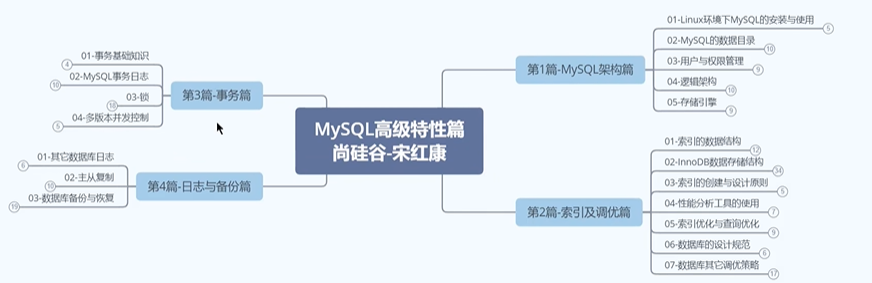 MySQL高级特性篇
尚硅谷-宋红康
第1篇-MySQL架构篇
01-Linux环境下MySQL的安装与使用
5
02-MySQL的数据目录
10
03-用户与权限管理
9
04-逻辑架构
10
05-存储引擎
9
第2篇-索引及调优篇
01-索引的数据结构
12
02-InnoDB数据存储结构
34
03-索引的创建与设计原则
5
04-性能分析工具的使用
7
05-索引优化与查询优化
9
06-数据库的设计规范
6
07-数据库其它调优策略
17
第3篇-事务篇
01-事务基础知识
4
02-MySQL事务日志
10
03-锁
18
04-多版本并发控制
5
第4篇-日志与备份篇
01-其它数据库日志
6
02-主从复制
10
03-数据库备份与恢复
19